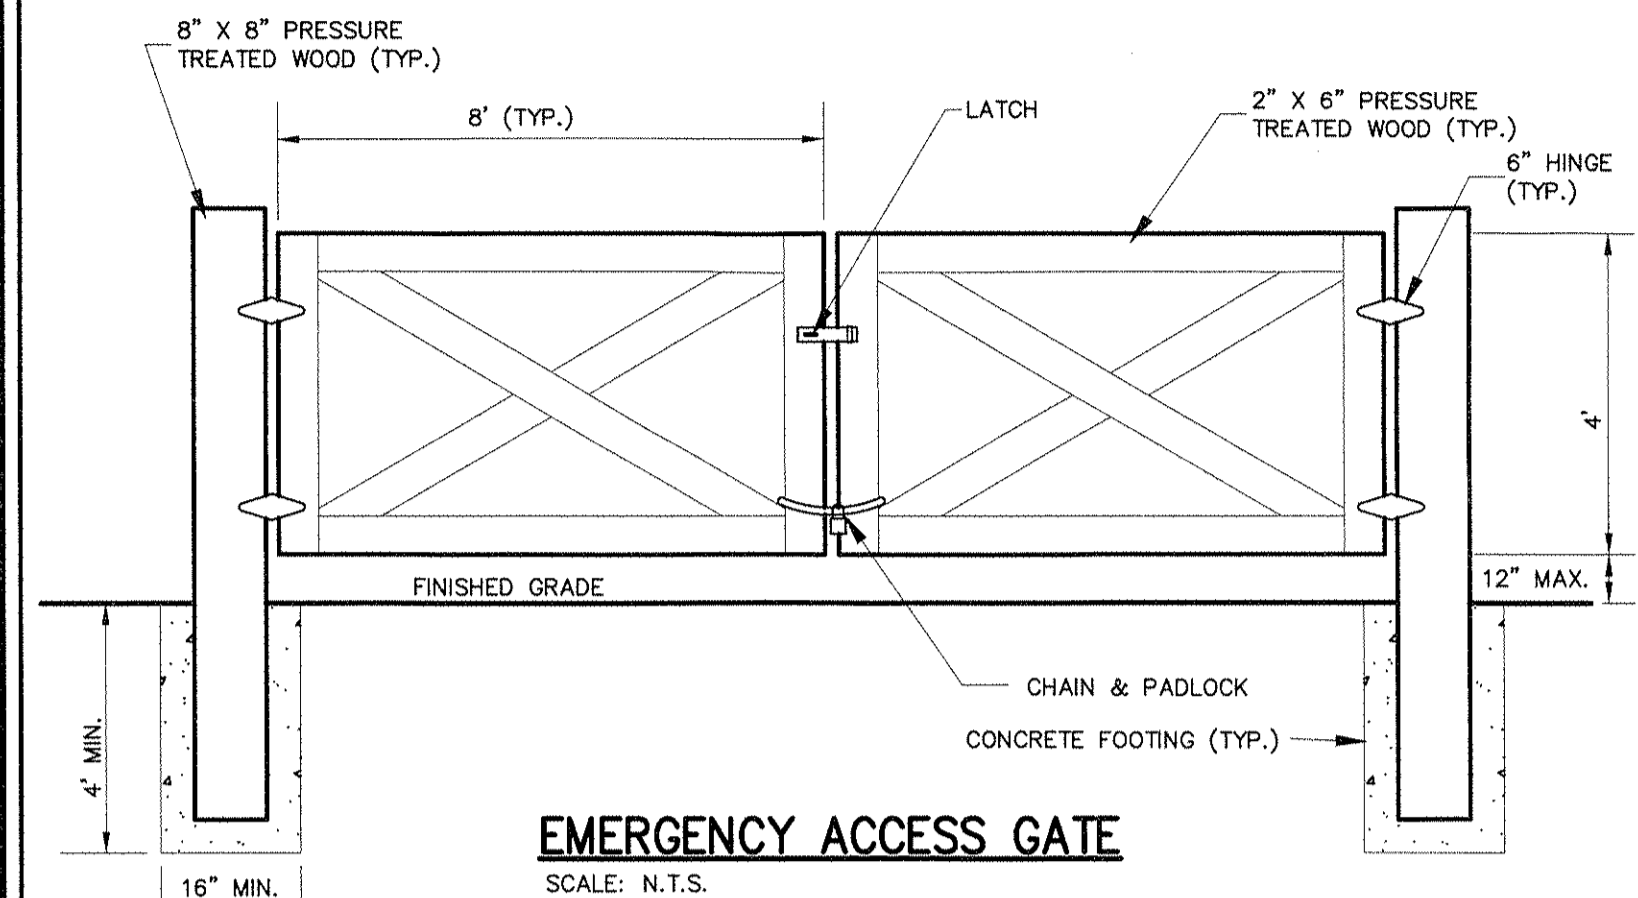 8" X 8" PRESSURE
TREATED WOOD (TYP.)
8' (TYP.)
LATCH
2" X 6" PRESSURE
TREATED WOOD (TYP.)
6" HINGE
(TYP.)
4'
12" MAX.
FINISHED GRADE
4' MIN.
16" MIN.
CHAIN & PADLOCK
CONCRETE FOOTING (TYP.)
EMERGENCY ACCESS GATE
SCALE: N.T.S.